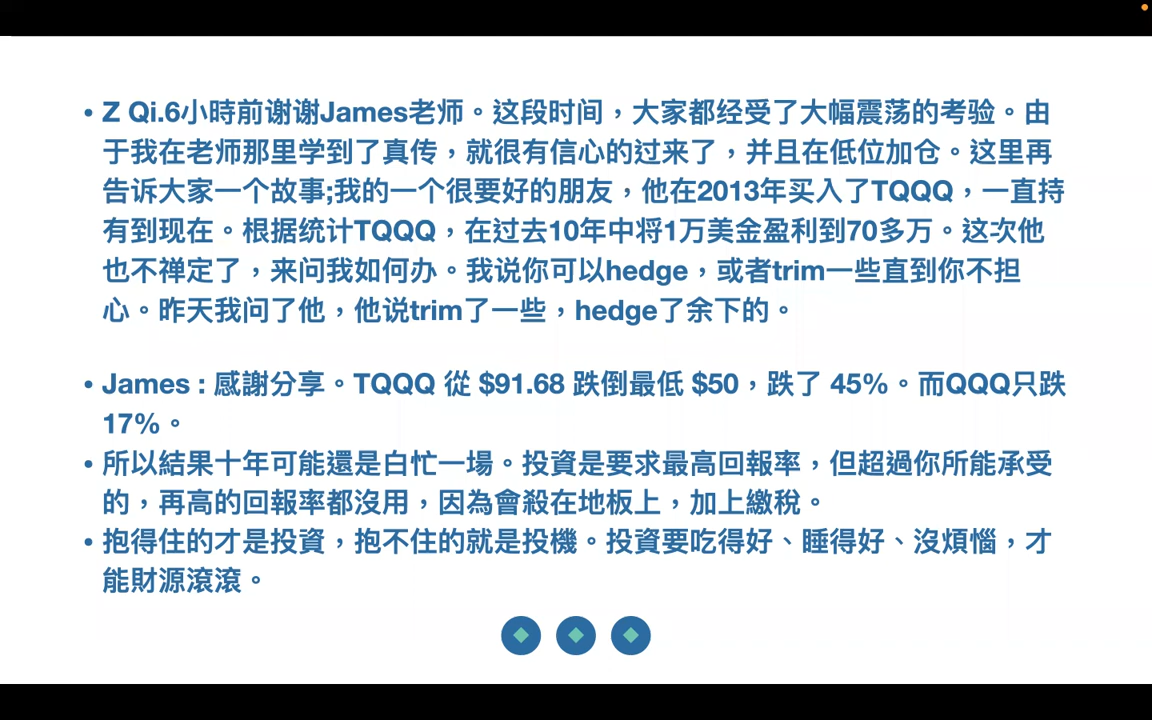 • Z Qi.6小時前谢谢James老师。这段时间，大家都经受了大幅震荡的考验。由
于我在老师那里学到了真传，就很有信心的过来了，并且在低位加仓。这里再
告诉大家一个故事;我的一个很要好的朋友，他在2013年买入了TQQQ，一直持
有到现在。根据统计TQQQ，在过去10年中将1万美金盈利到70多万。这次他
也不禅定了，来问我如何办。我说你可以hedge，或者trim一些直到你不担
心。昨天我问了他，他说trim了一些，hedge了余下的。
• James : 感謝分享。TQQQ 從 $91.68 跌倒最低 $50，跌了 45%。而QQQ只跌
17%。
• 所以結果十年可能還是白忙一場。投資是要求最高回報率，但超過你所能承受
的，再高的回報率都沒用，因為會殺在地板上，加上繳稅。
• 抱得住的才是投資，抱不住的就是投機。投資要吃得好、睡得好、沒煩惱，才
能財源滾滾。